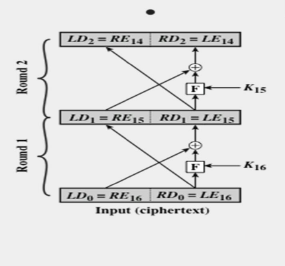 LD₂ = RE₁₄ RD₂ = LE₁₄
Round 2
F K₁₅
LD₁ = RE₁₅ RD₁ = LE₁₅
Round 1
F K₁₆
LD₀ = RE₁₆ RD₀ = LE₁₆
Input (ciphertext)